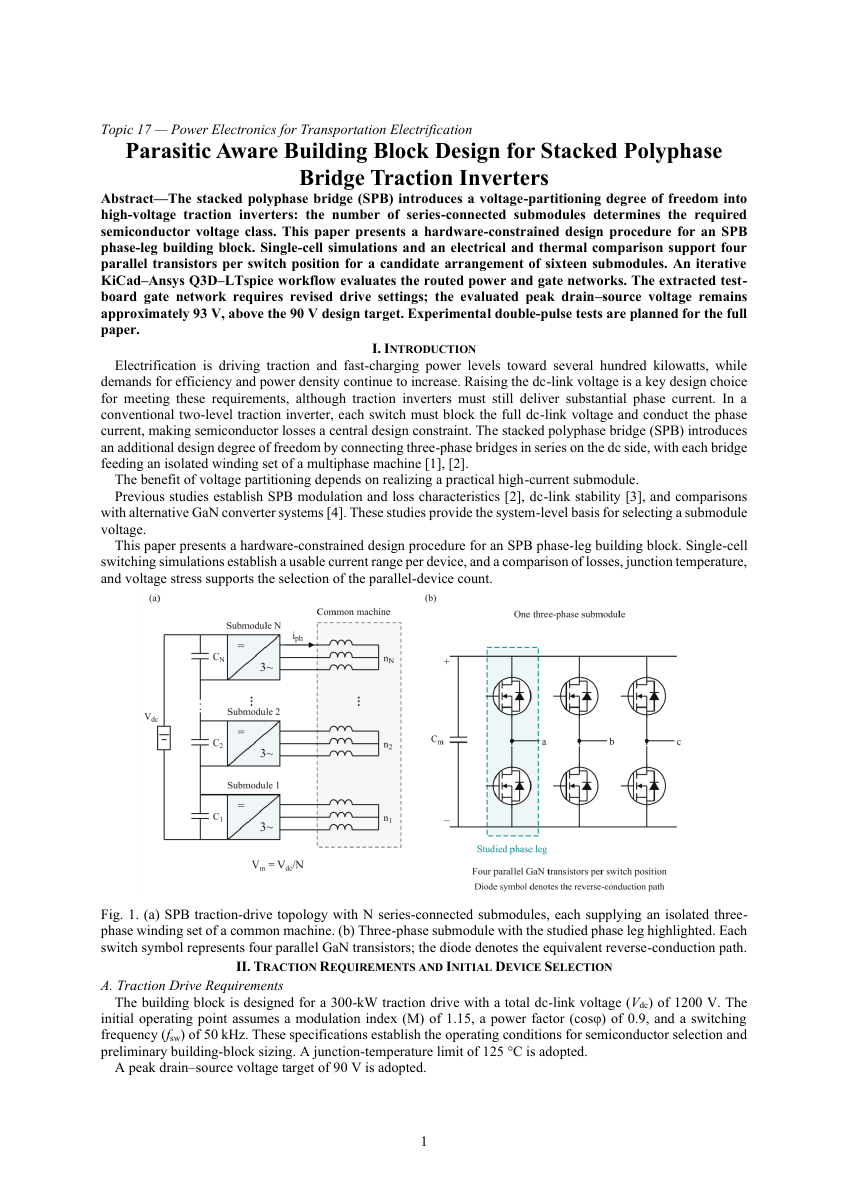 Topic 17 — Power Electronics for Transportation Electrification
Parasitic Aware Building Block Design for Stacked Polyphase
Bridge Traction Inverters
Abstract—The stacked polyphase bridge (SPB) introduces a voltage-partitioning degree of freedom into
high-voltage traction inverters: the number of series-connected submodules determines the required
semiconductor voltage class. This paper presents a hardware-constrained design procedure for an SPB
phase-leg building block. Single-cell simulations and an electrical and thermal comparison support four
parallel transistors per switch position for a candidate arrangement of sixteen submodules. An iterative
KiCad–Ansys Q3D–LTspice workflow evaluates the routed power and gate networks. The extracted test-
board gate network requires revised drive settings; the evaluated peak drain–source voltage remains
approximately 93 V, above the 90 V design target. Experimental double-pulse tests are planned for the full
paper.
I. INTRODUCTION
Electrification is driving traction and fast-charging power levels toward several hundred kilowatts, while
demands for efficiency and power density continue to increase. Raising the dc-link voltage is a key design choice
for meeting these requirements, although traction inverters must still deliver substantial phase current. In a
conventional two-level traction inverter, each switch must block the full dc-link voltage and conduct the phase
current, making semiconductor losses a central design constraint. The stacked polyphase bridge (SPB) introduces
an additional design degree of freedom by connecting three-phase bridges in series on the dc side, with each bridge
feeding an isolated winding set of a multiphase machine [1], [2].
The benefit of voltage partitioning depends on realizing a practical high-current submodule.
Previous studies establish SPB modulation and loss characteristics [2], dc-link stability [3], and comparisons
with alternative GaN converter systems [4]. These studies provide the system-level basis for selecting a submodule
voltage.
This paper presents a hardware-constrained design procedure for an SPB phase-leg building block. Single-cell
switching simulations establish a usable current range per device, and a comparison of losses, junction temperature,
and voltage stress supports the selection of the parallel-device count.
(a)
Common machine
Submodule N
iph
CN
=
3~
nN
Vdc
Submodule 2
C2
=
3~
n2
Submodule 1
C1
=
3~
n1
Vm = Vdc/N
(b)
One three-phase submodule
+
Cm
a
b
c
−
Studied phase leg
Four parallel GaN transistors per switch position
Diode symbol denotes the reverse-conduction path
Fig. 1. (a) SPB traction-drive topology with N series-connected submodules, each supplying an isolated three-
phase winding set of a common machine. (b) Three-phase submodule with the studied phase leg highlighted. Each
switch symbol represents four parallel GaN transistors; the diode denotes the equivalent reverse-conduction path.
II. TRACTION REQUIREMENTS AND INITIAL DEVICE SELECTION
A. Traction Drive Requirements
The building block is designed for a 300-kW traction drive with a total dc-link voltage (Vdc) of 1200 V. The
initial operating point assumes a modulation index (M) of 1.15, a power factor (cosφ) of 0.9, and a switching
frequency (fsw) of 50 kHz. These specifications establish the operating conditions for semiconductor selection and
preliminary building-block sizing. A junction-temperature limit of 125 °C is adopted.
A peak drain–source voltage target of 90 V is adopted.
1